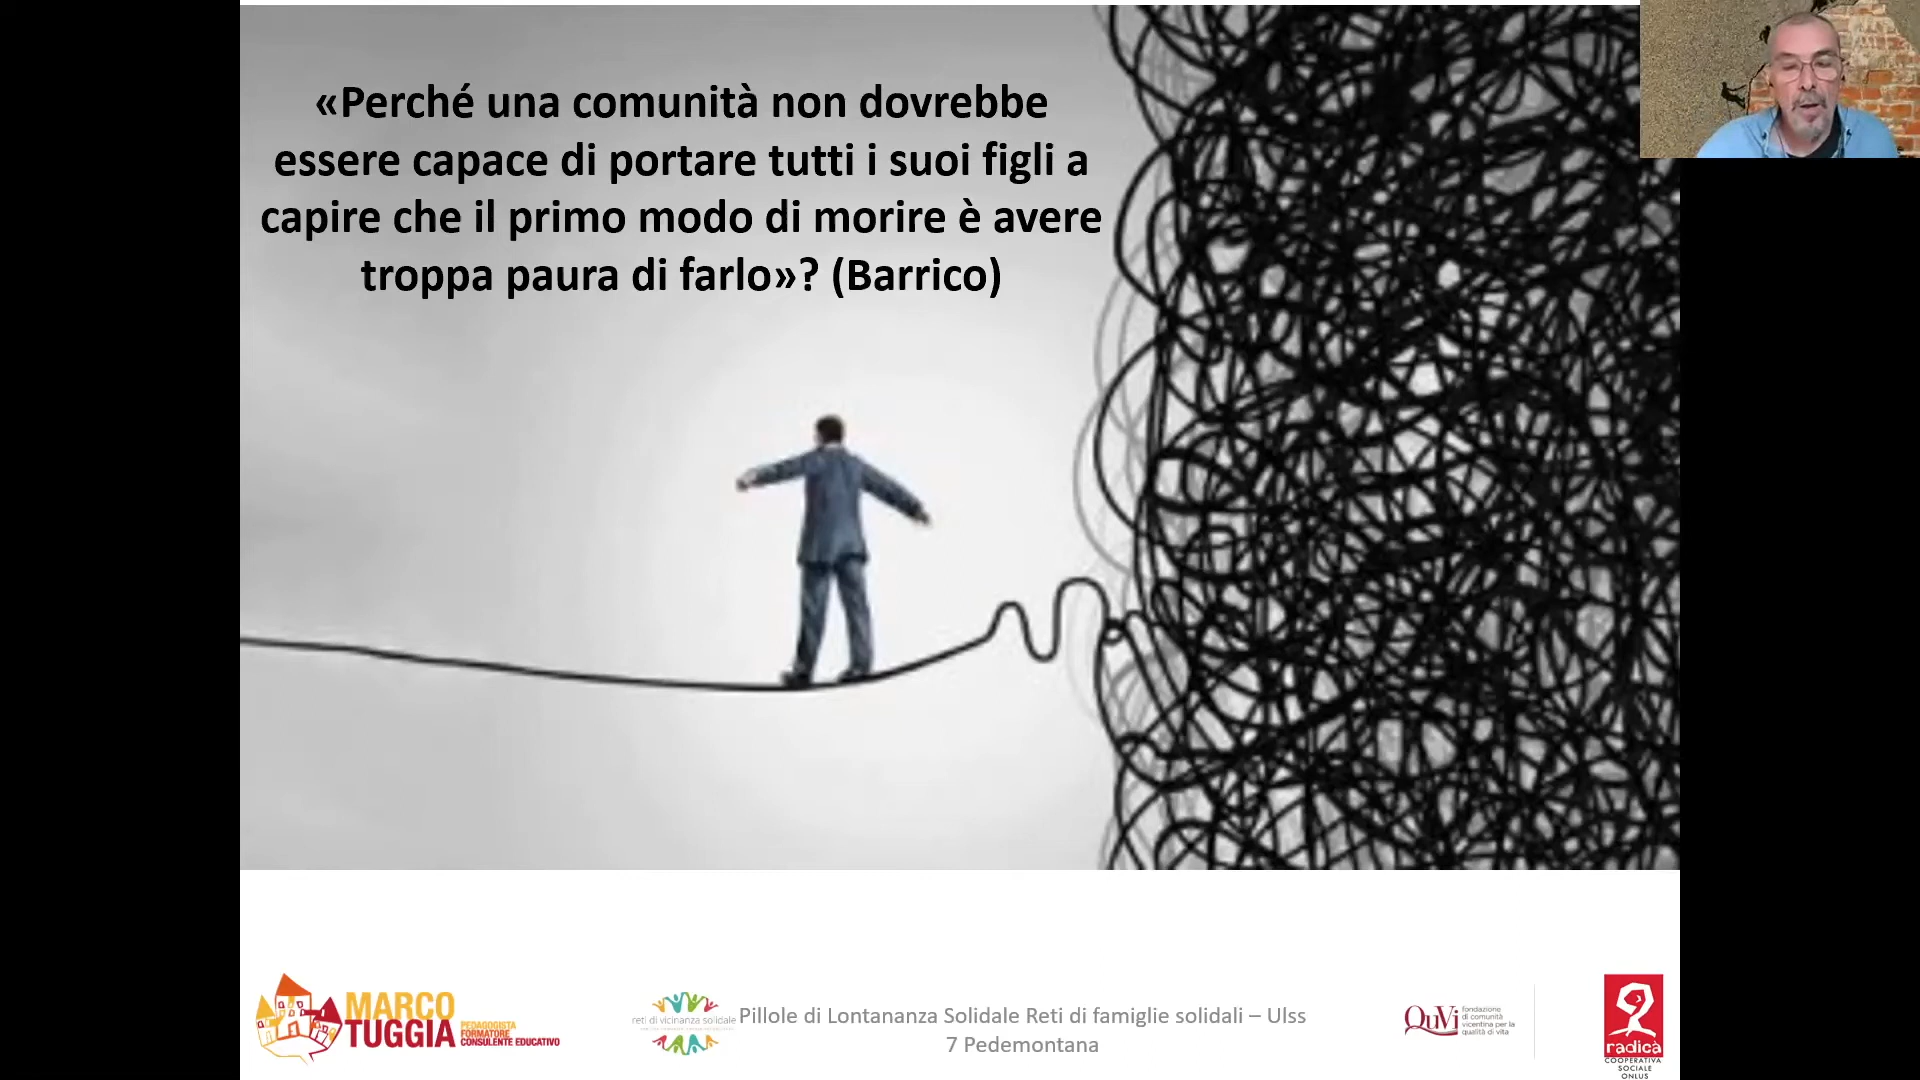 «Perché una comunità non dovrebbe
essere capace di portare tutti i suoi figli a
capire che il primo modo di morire è avere
troppa paura di farlo»? (Barrico)
MARCO
TUGGIA
PEDAGOGISTA
FORMATORE
CONSULENTE EDUCATIVO
reti di vicinanza solidale
Pillole di Lontananza Solidale Reti di famiglie solidali – Ulss
7 Pedemontana
QuVi
fondazione
di comunità
vicentina per la
qualità di vita
radicà
COOPERATIVA
SOCIALE
ONLUS